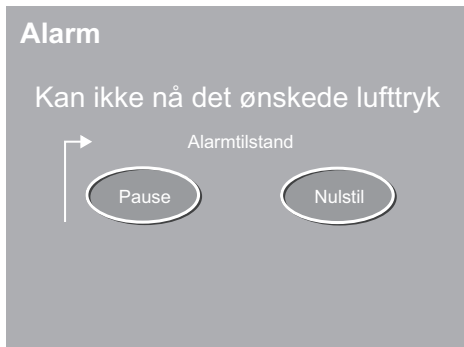 Alarm
Kan ikke nå det ønskede lufttryk
Alarmtilstand
Pause Nulstil